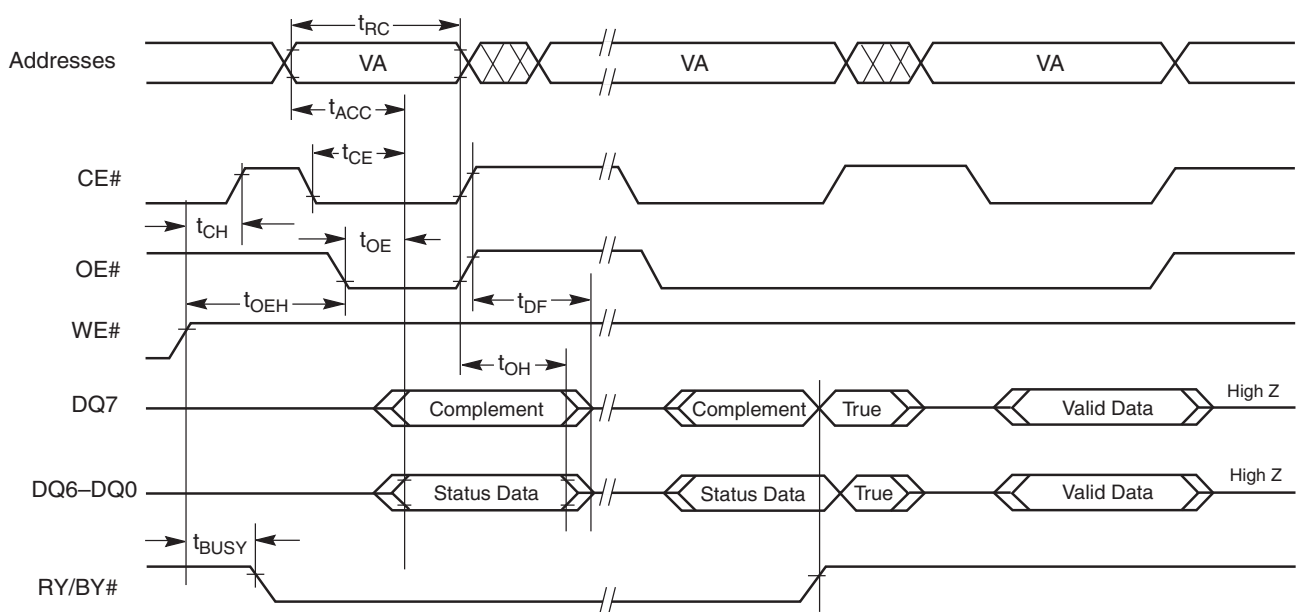 tRC
Addresses VA VA VA
tACC
tCE
CE#
tCH
tOE
OE#
tOEH
tDF
WE#
tOH
DQ7 Complement Complement True Valid Data High Z
DQ6–DQ0 Status Data Status Data True Valid Data High Z
tBUSY
RY/BY#